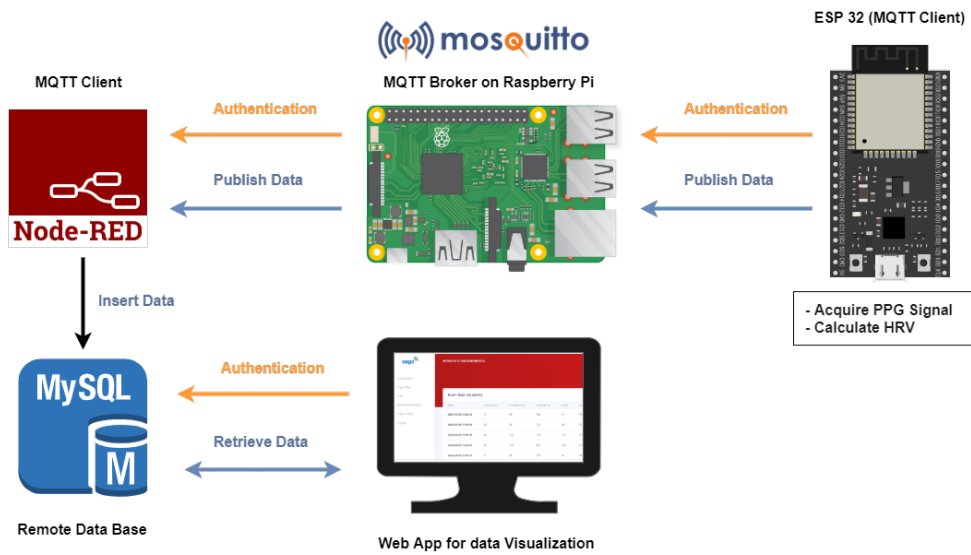 ESP 32 (MQTT Client)
mosquitto
MQTT Client
MQTT Broker on Raspberry Pi
Authentication
Authentication
Publish Data
Publish Data
Node-RED
Insert Data
- Acquire PPG Signal
- Calculate HRV
MySQL
M
Authentication
Retrieve Data
Remote Data Base
Web App for data Visualization